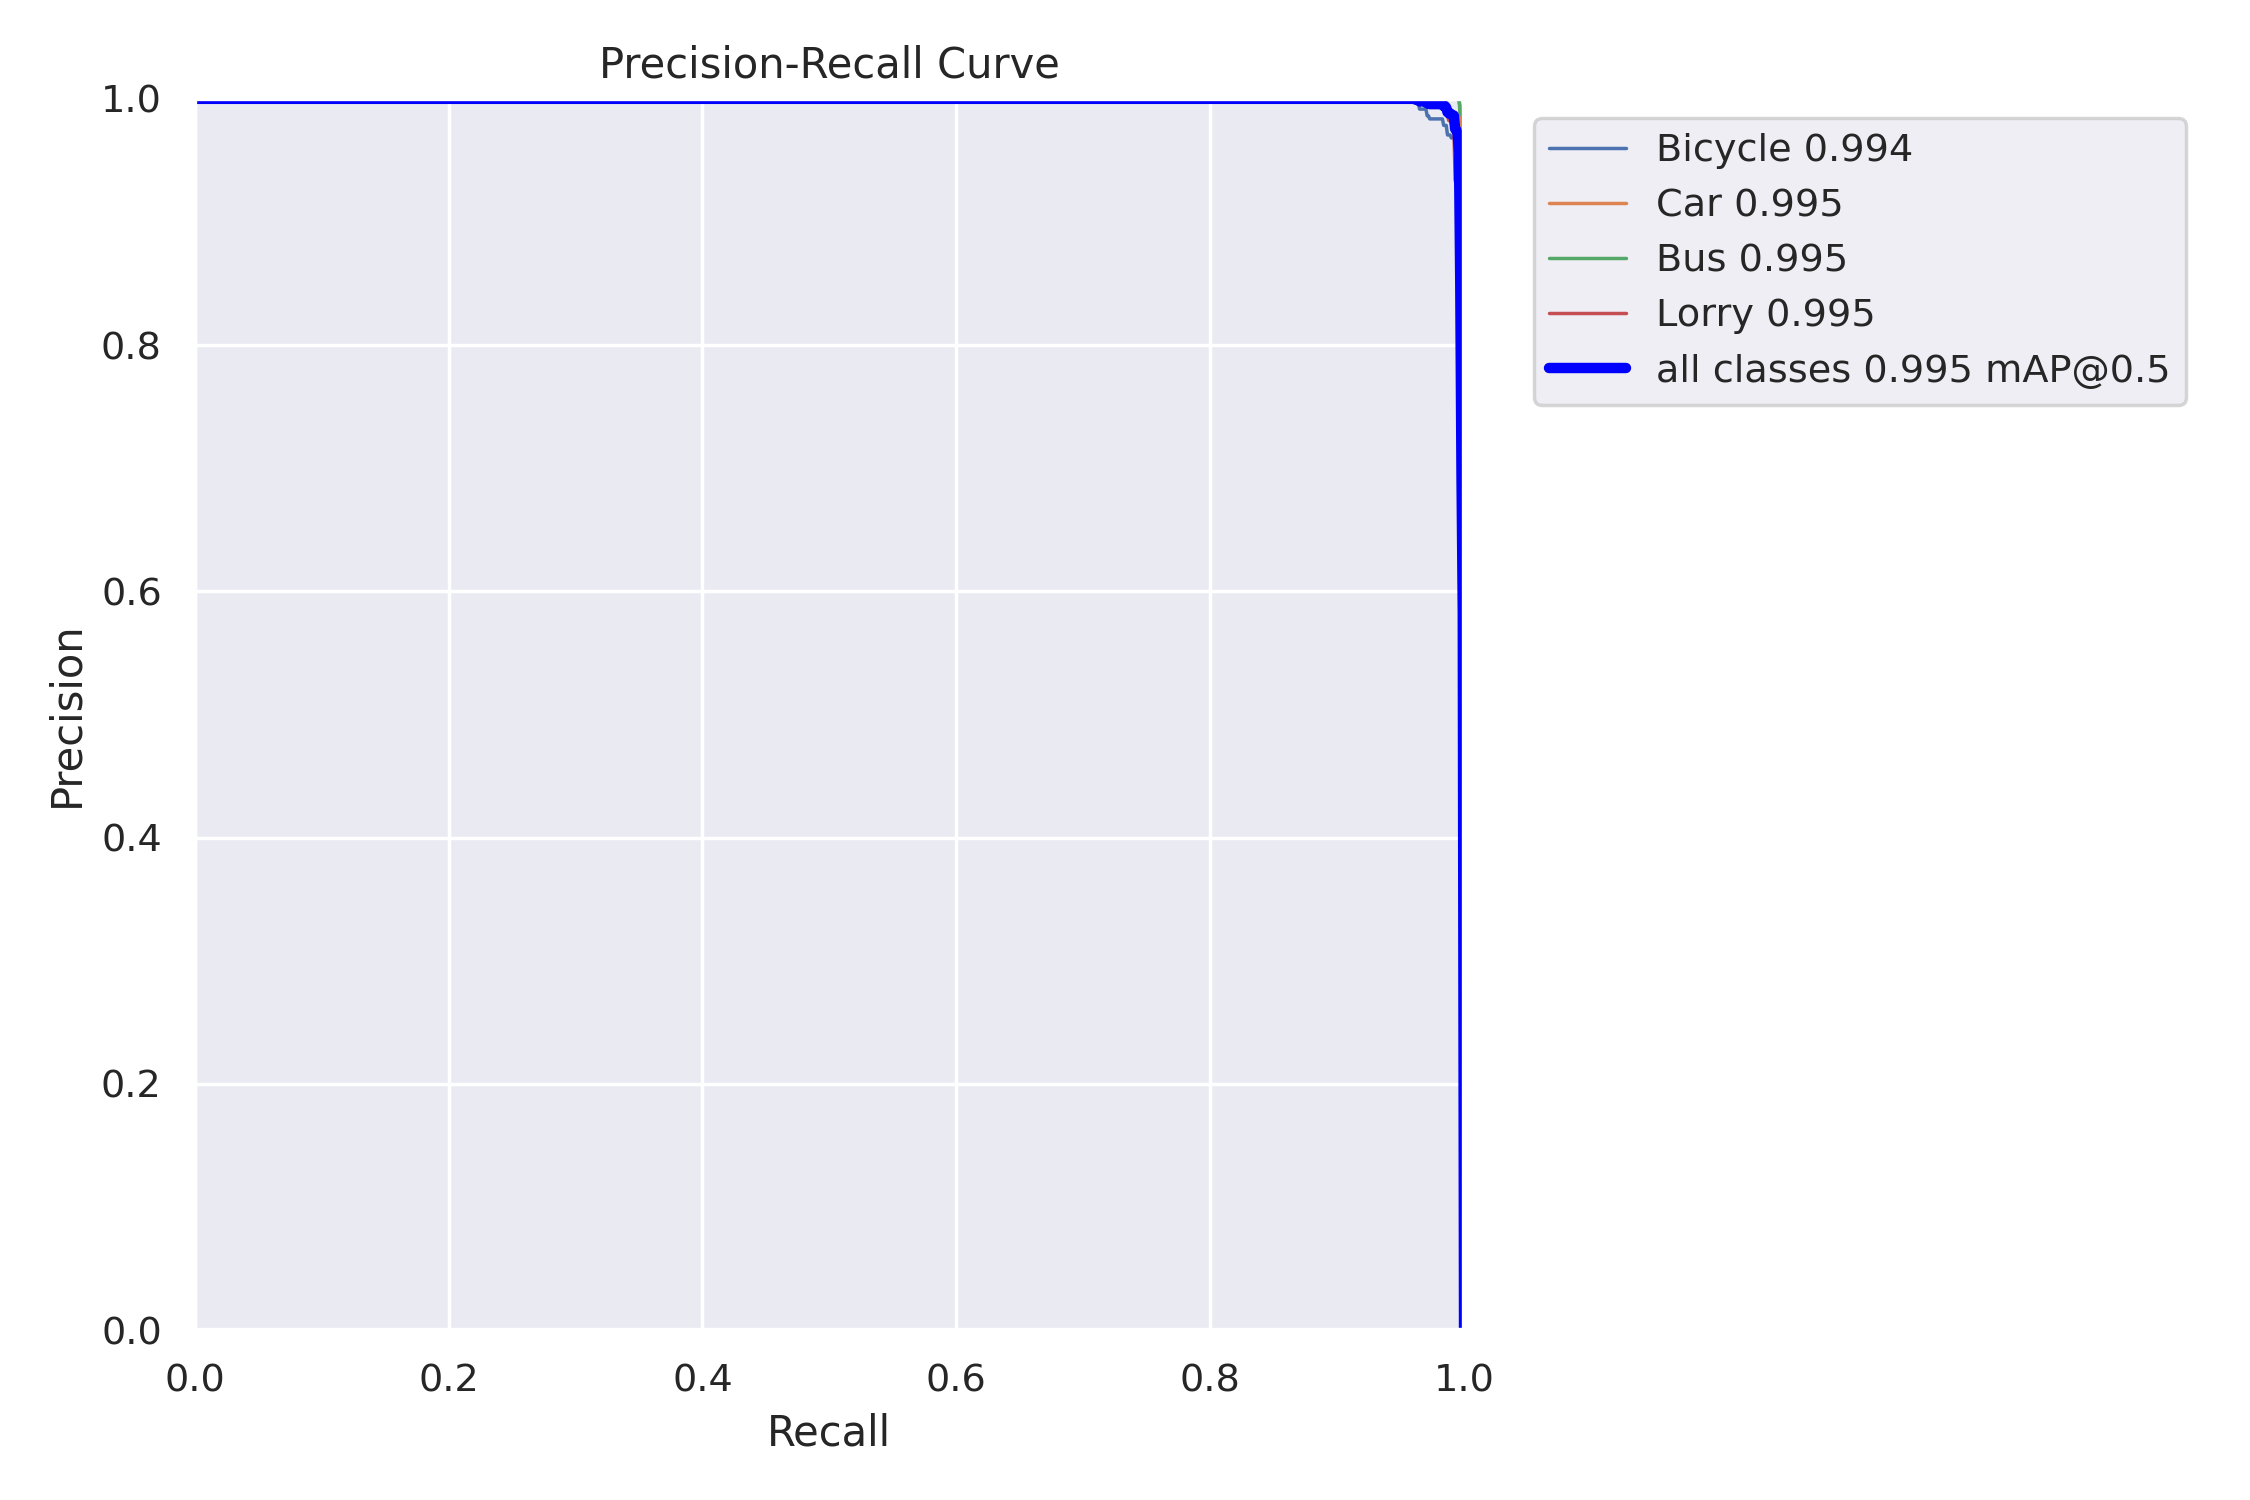 Precision-Recall Curve
1.0
0.8
0.6
0.4
0.2
0.0
Precision
0.0 0.2 0.4 0.6 0.8 1.0
Recall
Bicycle 0.994
Car 0.995
Bus 0.995
Lorry 0.995
all classes 0.995 mAP@0.5